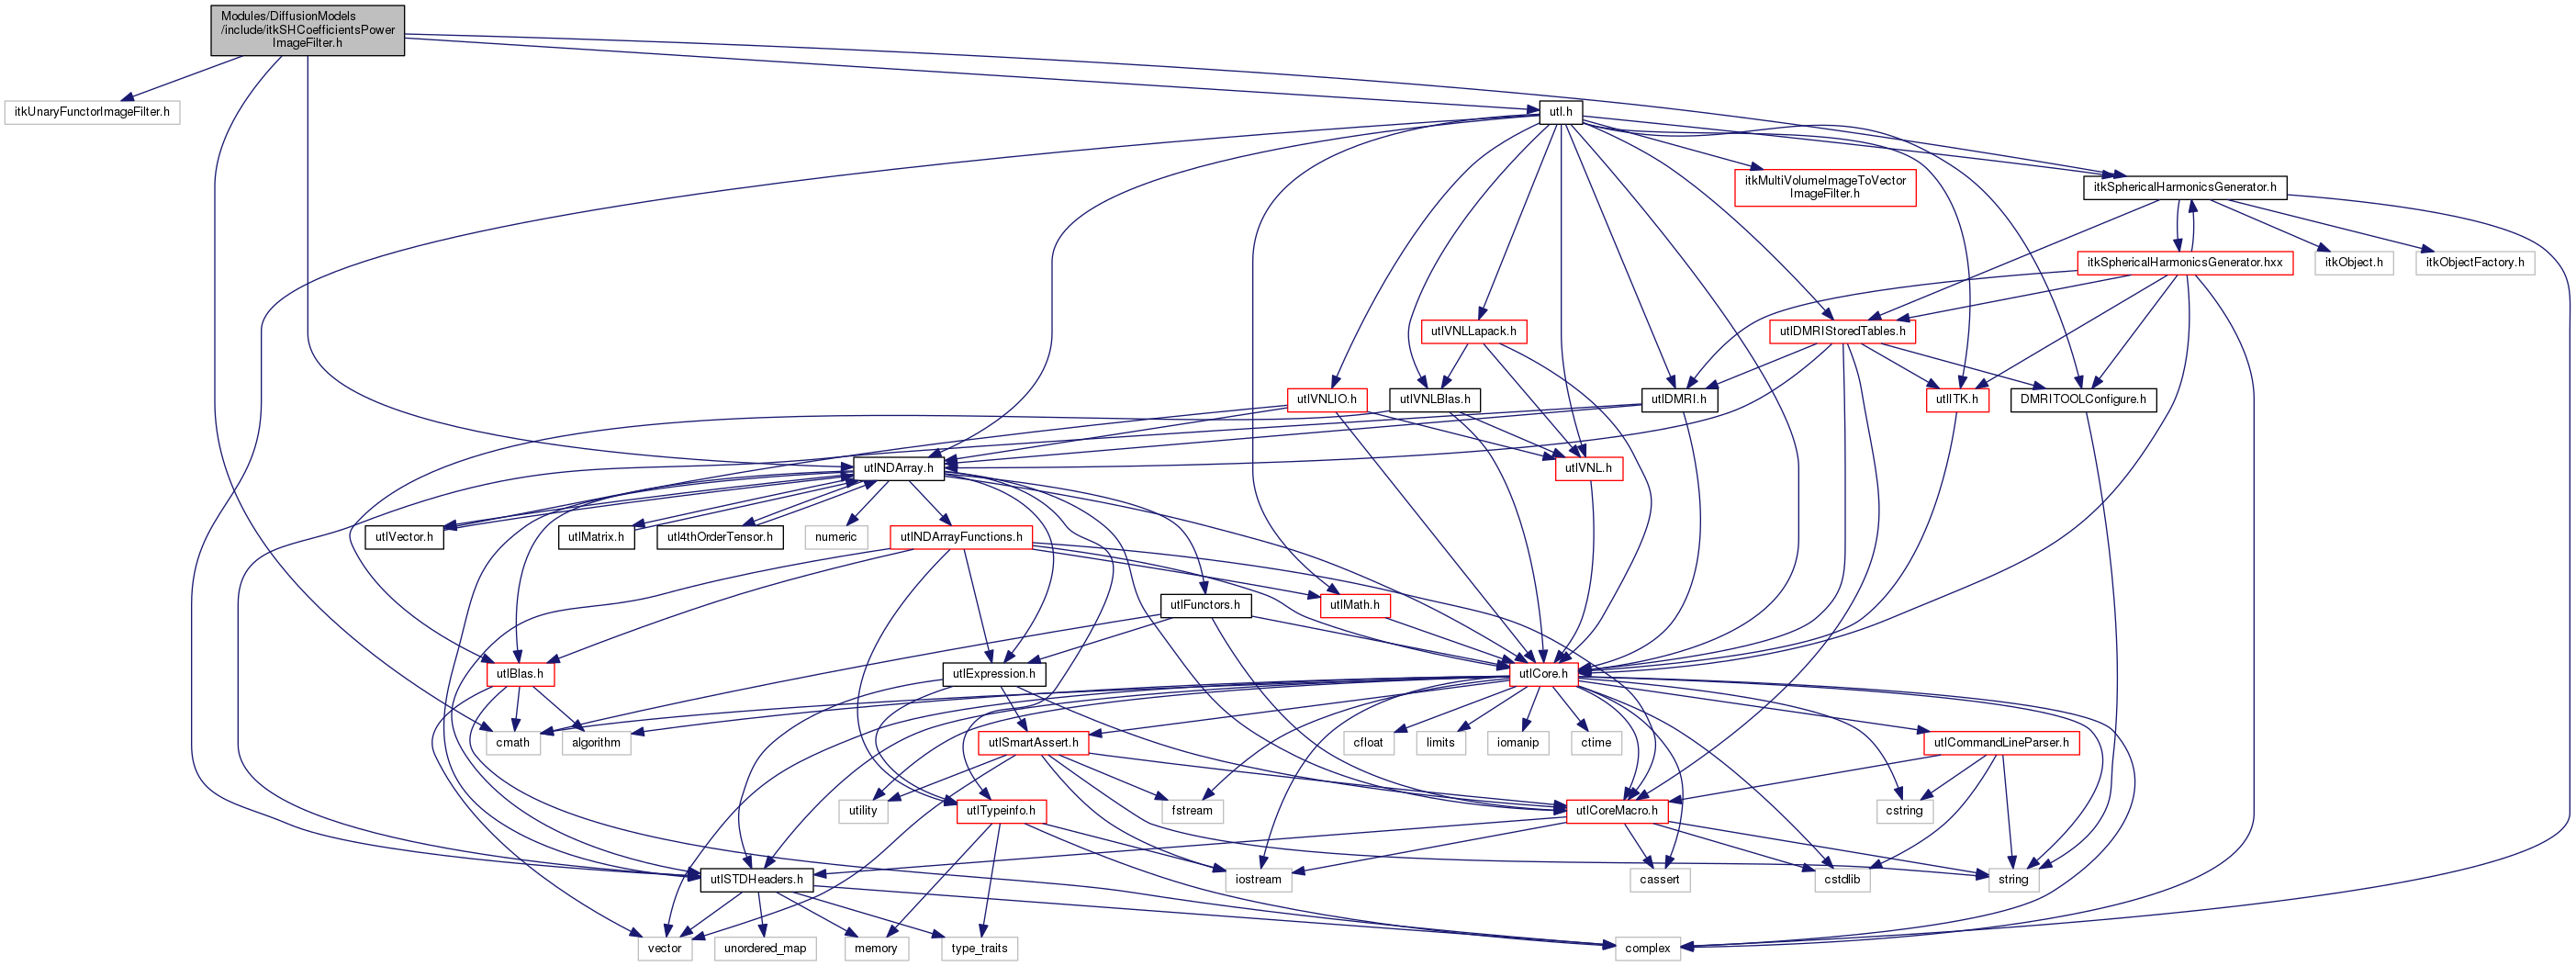 Modules/DiffusionModels
/include/itkSHCoefficientsPower
ImageFilter.h
itkUnaryFunctorImageFilter.h
utl.h
itkMultiVolumeImageToVector
ImageFilter.h
itkSphericalHarmonicsGenerator.h
itkSphericalHarmonicsGenerator.hxx
itkObject.h
itkObjectFactory.h
utlVNLLapack.h
utlDMRIStoredTables.h
utlVNLIO.h
utlVNLBlas.h
utlDMRI.h
utlITK.h
DMRITOOLConfigure.h
utlNDArray.h
utlVNL.h
utlVector.h
utlMatrix.h
utl4thOrderTensor.h
numeric
utlNDArrayFunctions.h
utlFunctors.h
utlMath.h
utlBlas.h
utlExpression.h
utlCore.h
cmath
algorithm
utlSmartAssert.h
cfloat
limits
iomanip
ctime
utlCommandLineParser.h
utility
utlTypeinfo.h
fstream
utlCoreMacro.h
cstring
utlSTDHeaders.h
iostream
cassert
cstdlib
string
vector
unordered_map
memory
type_traits
complex